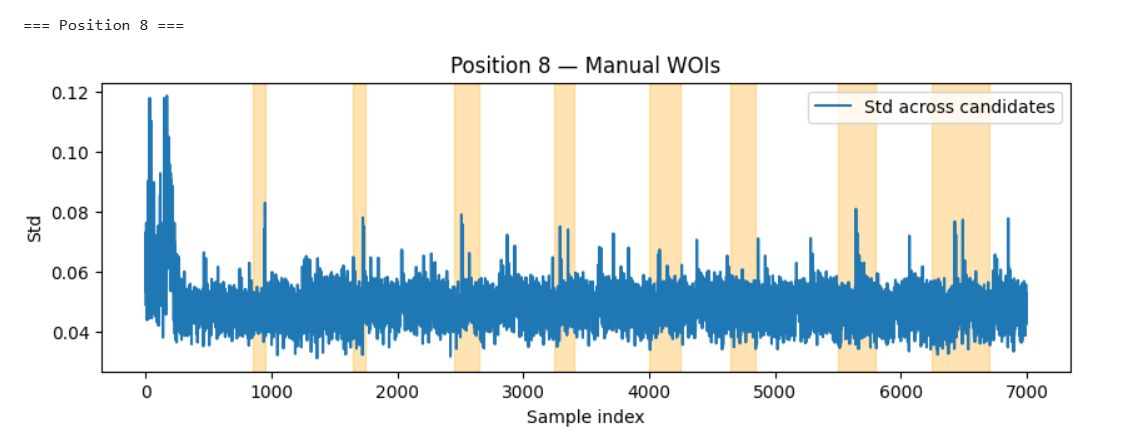 === Position 8 ===
Position 8 — Manual WOIs
Std across candidates
0.12
0.10
0.08
0.06
0.04
Std
0 1000 2000 3000 4000 5000 6000 7000
Sample index